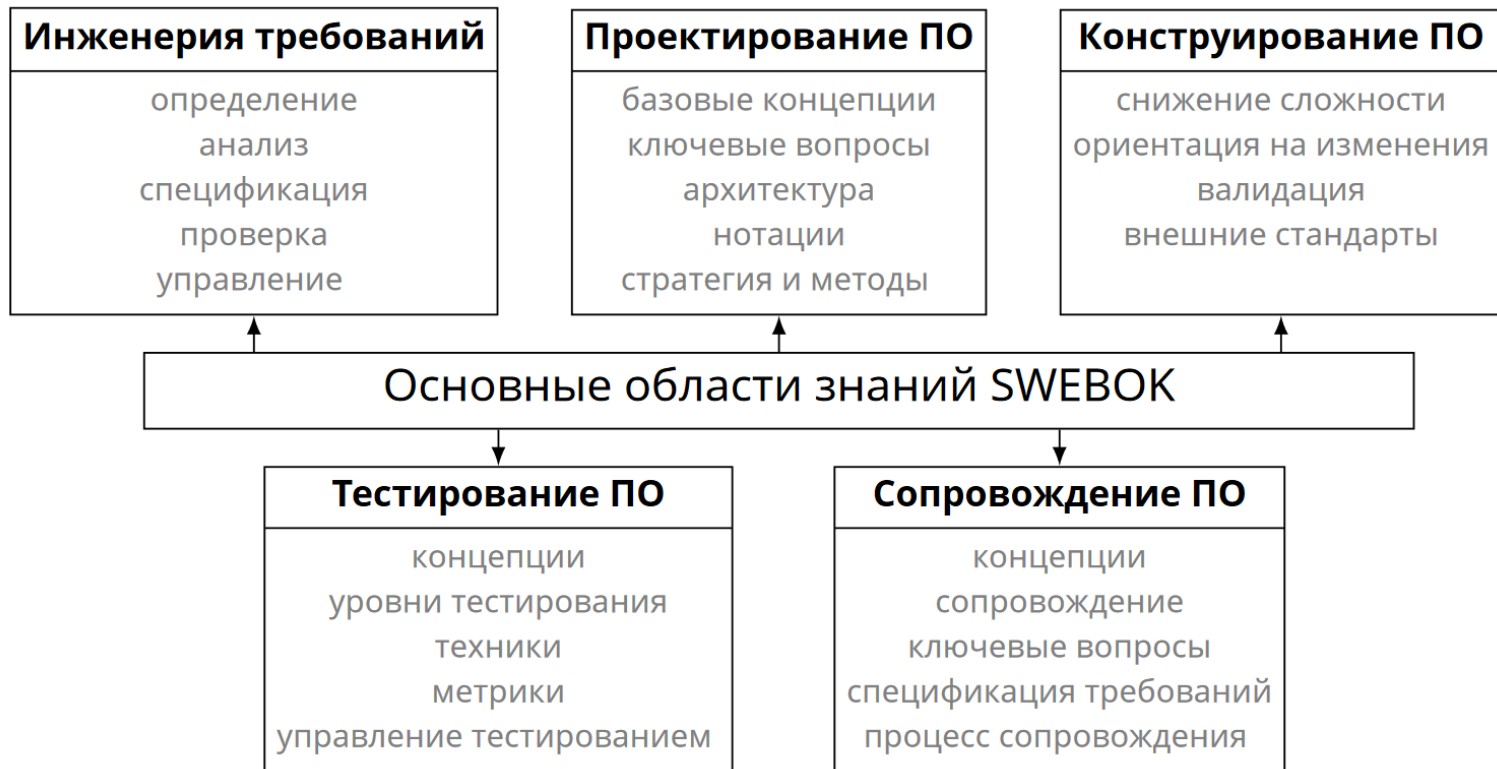 Инженерия требований
определение
анализ
спецификация
проверка
управление
Проектирование ПО
базовые концепции
ключевые вопросы
архитектура
нотации
стратегия и методы
Конструирование ПО
снижение сложности
ориентация на изменения
валидация
внешние стандарты
Основные области знаний SWEBOK
Тестирование ПО
концепции
уровни тестирования
техники
метрики
управление тестированием
Сопровождение ПО
концепции
сопровождение
ключевые вопросы
спецификация требований
процесс сопровождения